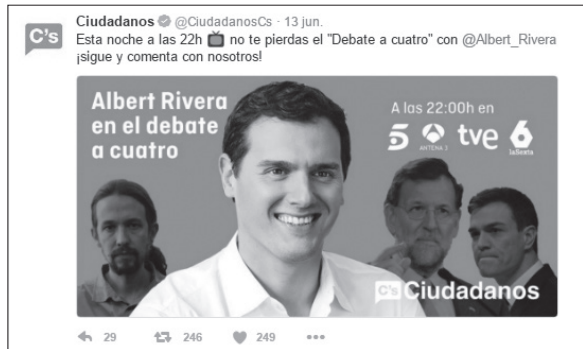 Ciudadanos @CiudadanosCs · 13 jun.
C's
Esta noche a las 22h no te pierdas el "Debate a cuatro" con @Albert_Rivera
¡sigue y comenta con nosotros!
Albert Rivera
en el debate
a cuatro
A las 22:00h en
5 ANTENA 3 tve 6 laSexta
C's Ciudadanos
29 246 249